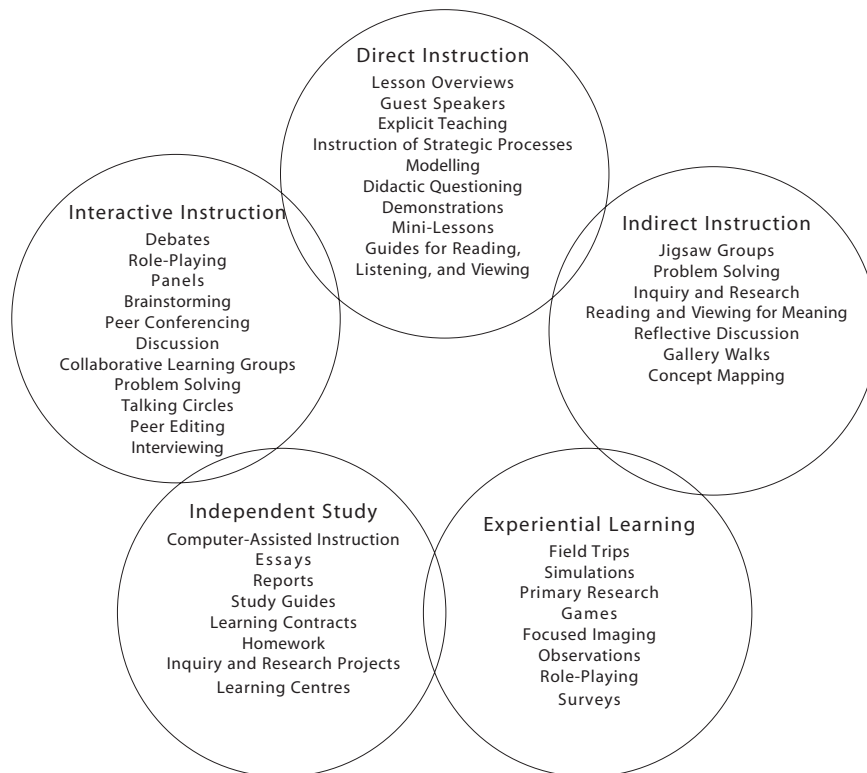 Direct Instruction
Lesson Overviews
Guest Speakers
Explicit Teaching
Instruction of Strategic Processes
Modelling
Didactic Questioning
Demonstrations
Mini-Lessons
Guides for Reading,
Listening, and Viewing
Interactive Instruction
Debates
Role-Playing
Panels
Brainstorming
Peer Conferencing
Discussion
Collaborative Learning Groups
Problem Solving
Talking Circles
Peer Editing
Interviewing
Indirect Instruction
Jigsaw Groups
Problem Solving
Inquiry and Research
Reading and Viewing for Meaning
Reflective Discussion
Gallery Walks
Concept Mapping
Independent Study
Computer-Assisted Instruction
Essays
Reports
Study Guides
Learning Contracts
Homework
Inquiry and Research Projects
Learning Centres
Experiential Learning
Field Trips
Simulations
Primary Research
Games
Focused Imaging
Observations
Role-Playing
Surveys